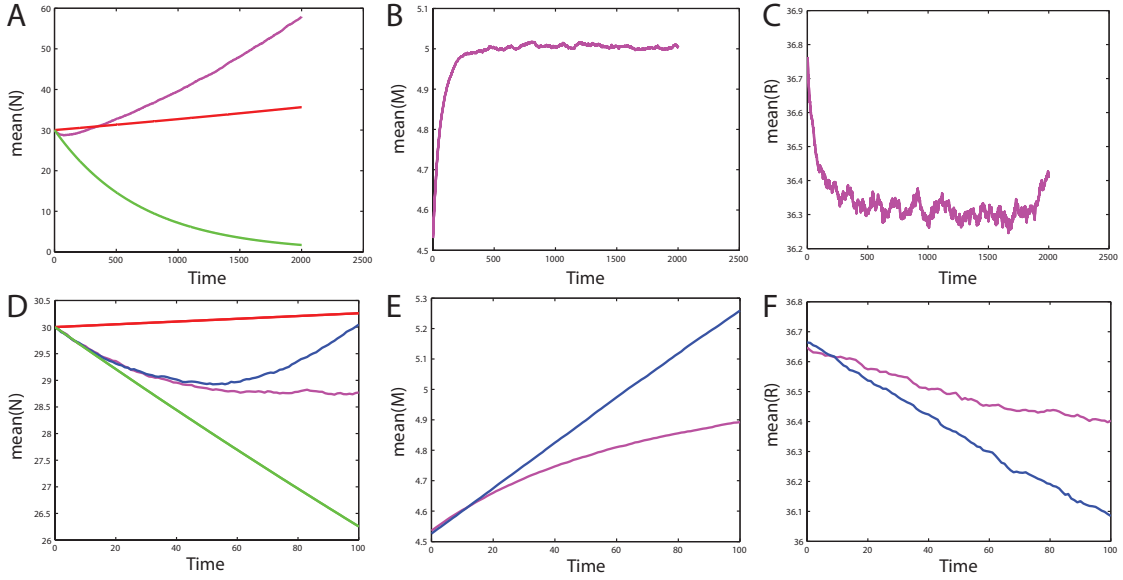 A
60
50
40
30
20
10
0
mean(N)
0 500 1000 1500 2000 2500
Time
B
5.1
5
4.9
4.8
4.7
4.6
4.5
mean(M)
0 500 1000 1500 2000 2500
Time
C
36.9
36.8
36.7
36.6
36.5
36.4
36.3
36.2
mean(R)
0 500 1000 1500 2000 2500
Time
D
30.5
30
29.5
29
28.5
28
27.5
27
26.5
26
mean(N)
0 20 40 60 80 100
Time
E
5.3
5.2
5.1
5
4.9
4.8
4.7
4.6
4.5
mean(M)
0 20 40 60 80 100
Time
F
36.8
36.7
36.6
36.5
36.4
36.3
36.2
36.1
36
mean(R)
0 20 40 60 80 100
Time